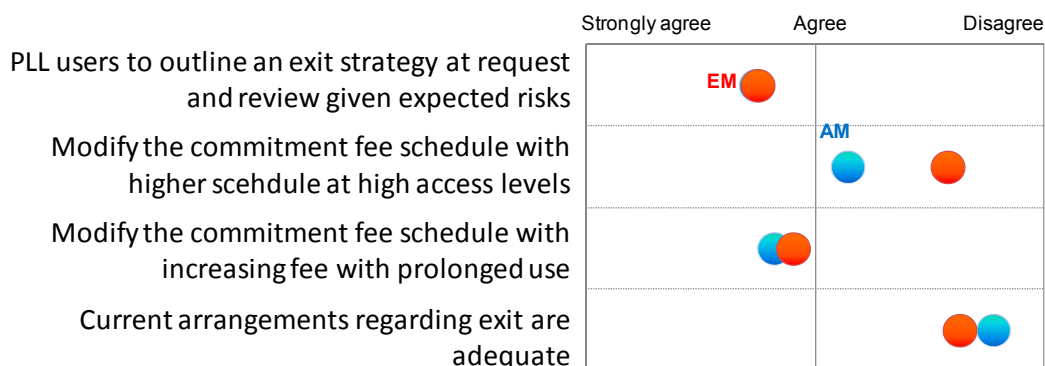 Strongly agree Agree Disagree
PLL users to outline an exit strategy at request
and review given expected risks
EM
Modify the commitment fee schedule with
higher scehdule at high access levels
AM
Modify the commitment fee schedule with
increasing fee with prolonged use
Current arrangements regarding exit are
adequate